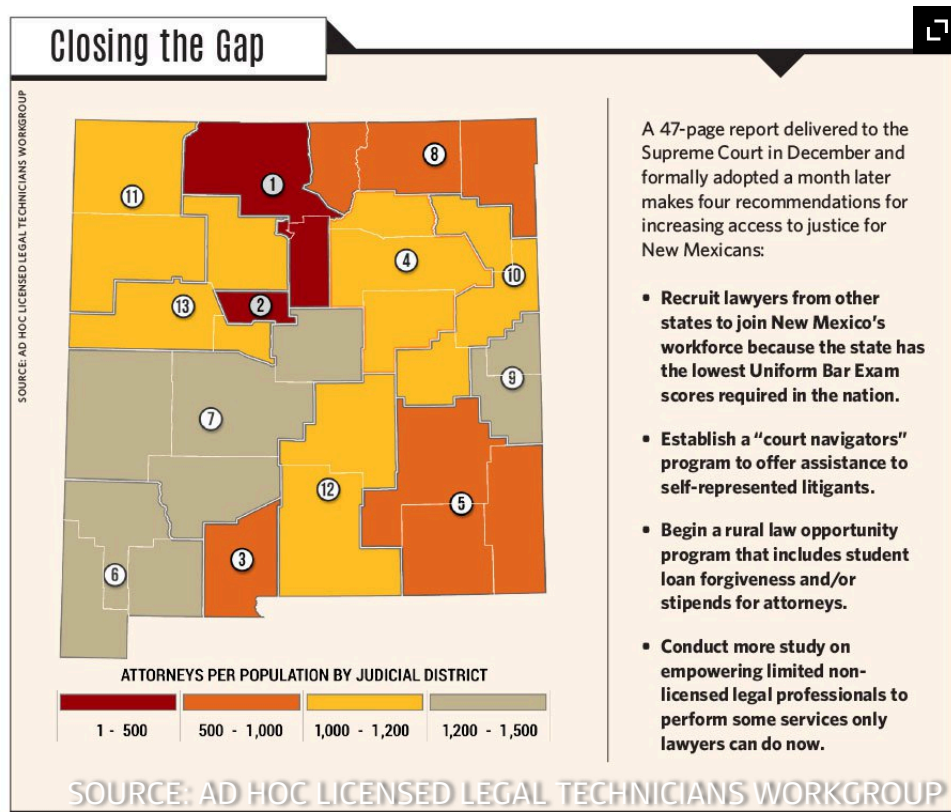 Closing the Gap
SOURCE: AD HOC LICENSED LEGAL TECHNICIANS WORKGROUP
8
1
11
4
10
13
2
9
7
12
5
3
6
ATTORNEYS PER POPULATION BY JUDICIAL DISTRICT
1 - 500
500 - 1,000
1,000 - 1,200
1,200 - 1,500
A 47-page report delivered to the
Supreme Court in December and
formally adopted a month later
makes four recommendations for
increasing access to justice for
New Mexicans:
• Recruit lawyers from other
states to join New Mexico’s
workforce because the state has
the lowest Uniform Bar Exam
scores required in the nation.
• Establish a “court navigators”
program to offer assistance to
self-represented litigants.
• Begin a rural law opportunity
program that includes student
loan forgiveness and/or
stipends for attorneys.
• Conduct more study on
empowering limited non-
licensed legal professionals to
perform some services only
lawyers can do now.
SOURCE: AD HOC LICENSED LEGAL TECHNICIANS WORKGROUP